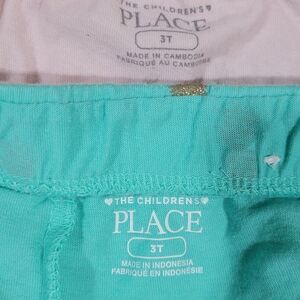 THE CHILDREN'S♥
PLACE
3T
MADE IN CAMBODIA
FABRIQUÉ AU CAMBODGE
♥THE CHILDREN'S♥
PLACE
3T
MADE IN INDONESIA
FABRIQUÉ EN INDONÉSIE